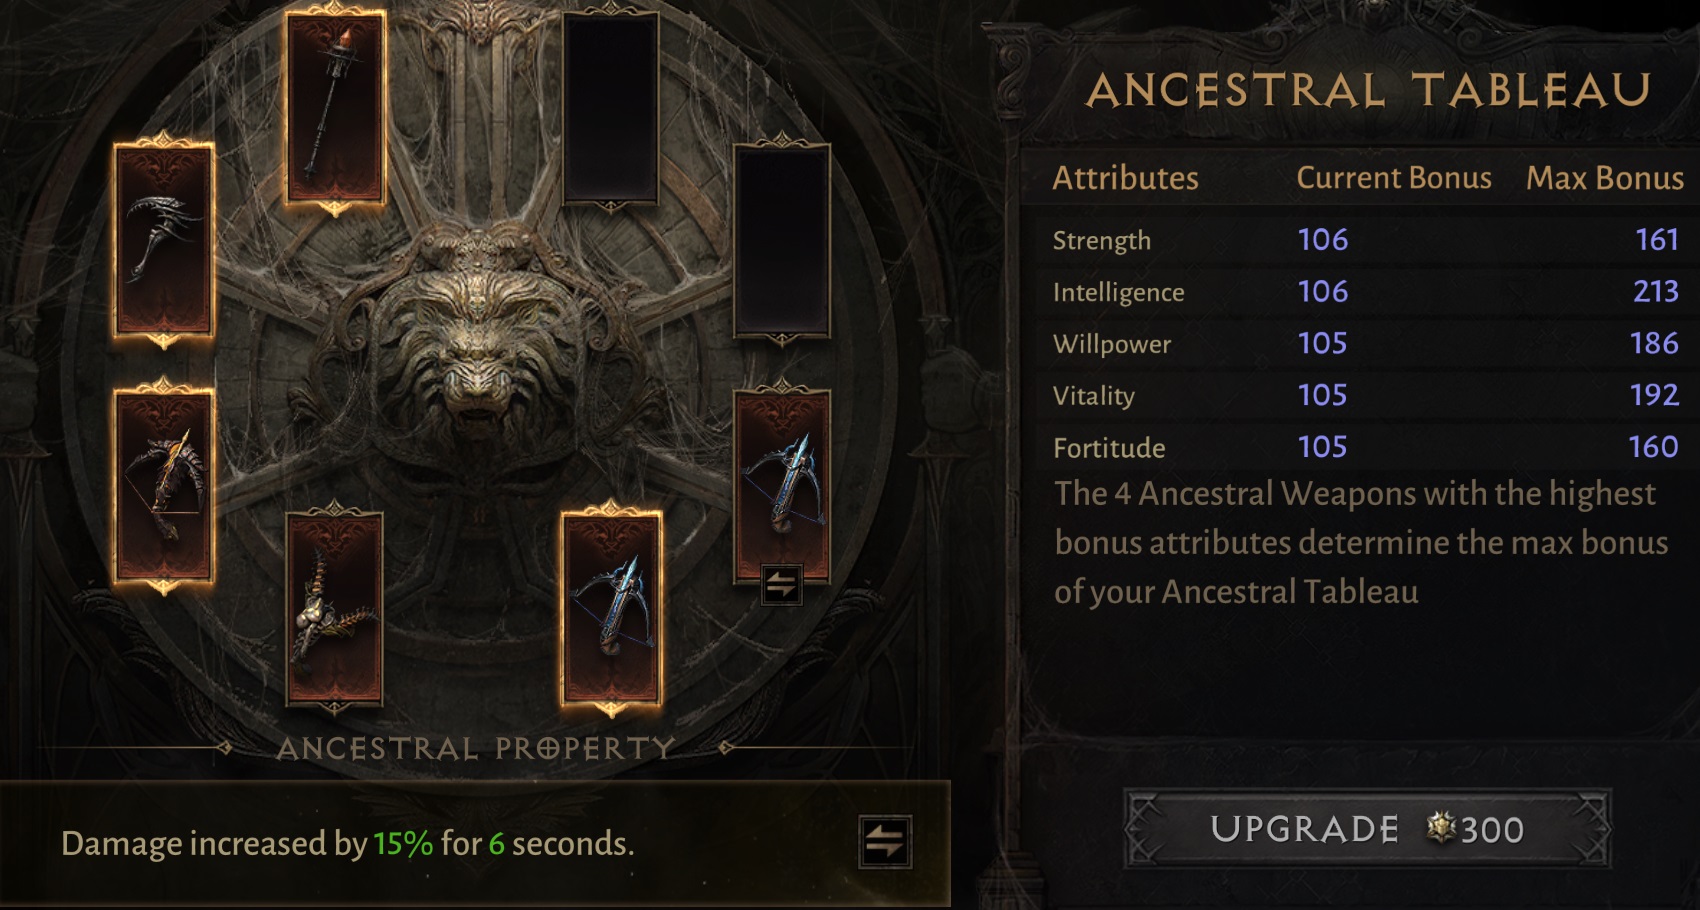 ANCESTRAL TABLEAU
Attributes Current Bonus Max Bonus
Strength 106 161
Intelligence 106 213
Willpower 105 186
Vitality 105 192
Fortitude 105 160
The 4 Ancestral Weapons with the highest
bonus attributes determine the max bonus
of your Ancestral Tableau
ANCESTRAL PROPERTY
Damage increased by 15% for 6 seconds.
UPGRADE 300